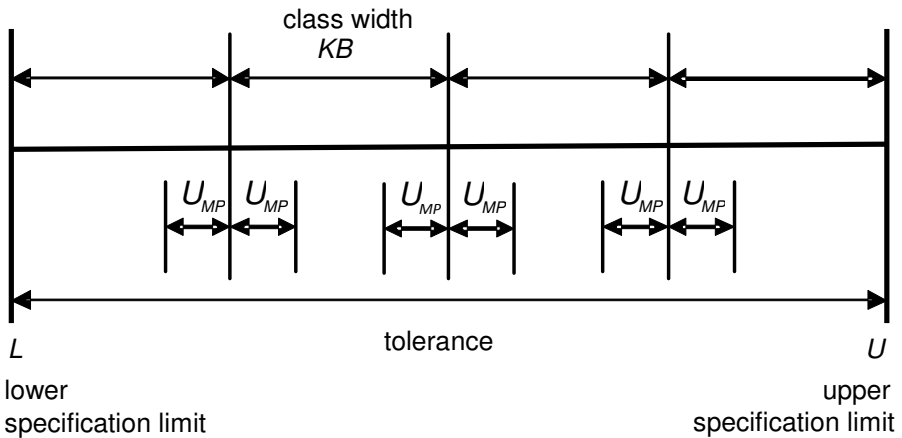 class width
KB
U_MP U_MP U_MP U_MP U_MP U_MP
tolerance
L U
lower upper
specification limit specification limit